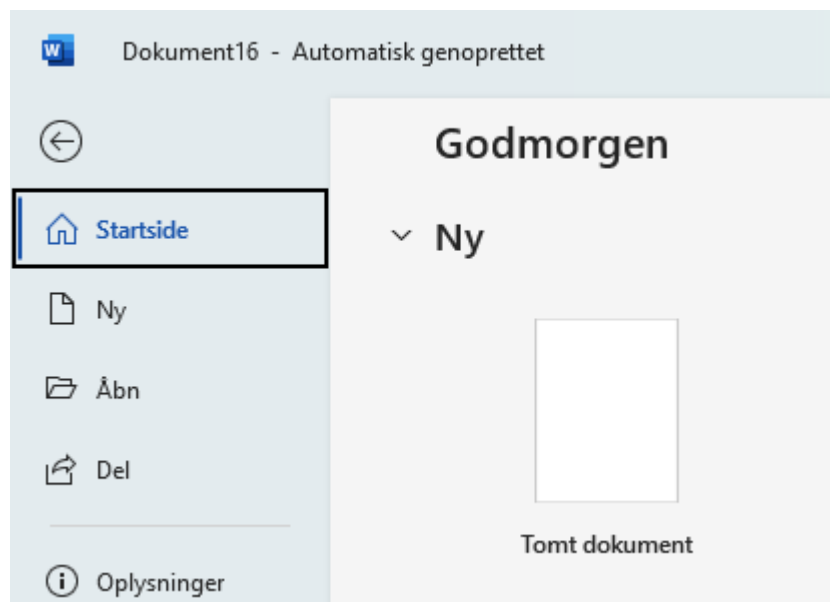 W Dokument16 - Automatisk genoprettet
Godmorgen
Startside
Ny
Ny
Åbn
Del
Tomt dokument
Oplysninger